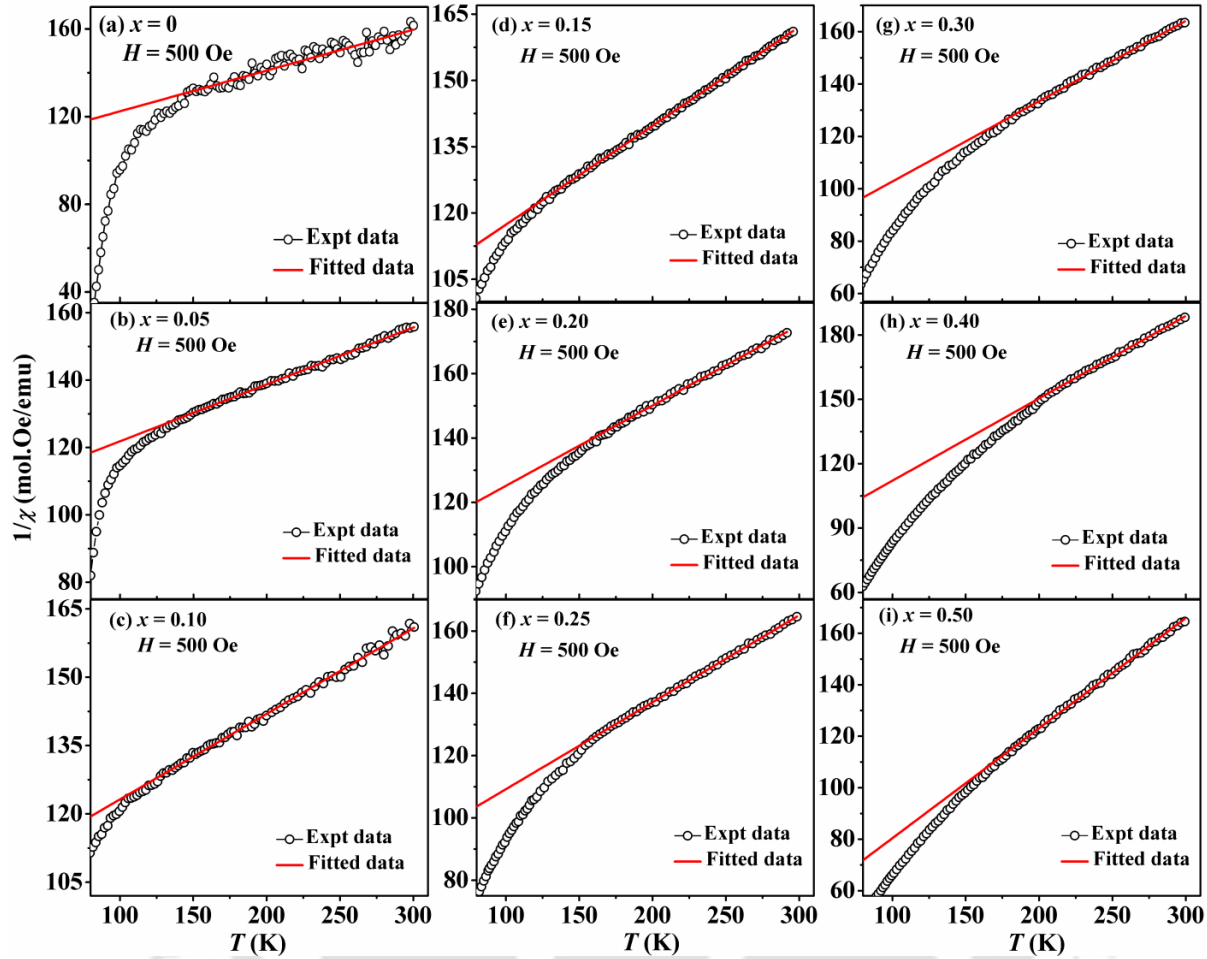 1/χ (mol.Oe/emu)
(a) x = 0
H = 500 Oe
160
120
80
40
Expt data
Fitted data
(b) x = 0.05
H = 500 Oe
160
140
120
100
80
Expt data
Fitted data
(c) x = 0.10
H = 500 Oe
165
150
135
120
105
Expt data
Fitted data
100 150 200 250 300
T (K)
(d) x = 0.15
H = 500 Oe
165
150
135
120
105
Expt data
Fitted data
(e) x = 0.20
H = 500 Oe
180
160
140
120
100
Expt data
Fitted data
(f) x = 0.25
H = 500 Oe
160
140
120
100
80
Expt data
Fitted data
100 150 200 250 300
T (K)
(g) x = 0.30
H = 500 Oe
160
140
120
100
80
60
Expt data
Fitted data
(h) x = 0.40
H = 500 Oe
180
150
120
90
60
Expt data
Fitted data
(i) x = 0.50
H = 500 Oe
160
140
120
100
80
60
Expt data
Fitted data
100 150 200 250 300
T (K)